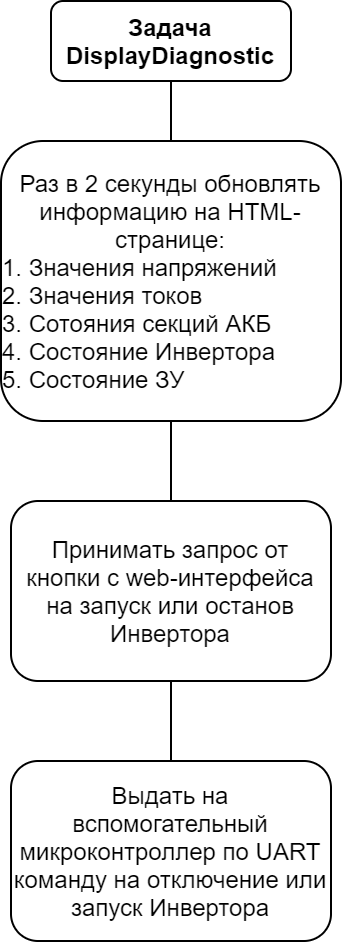 Задача
DisplayDiagnostic
Раз в 2 секунды обновлять
информацию на HTML-
странице:
1. Значения напряжений
2. Значения токов
3. Сотояния секций АКБ
4. Состояние Инвертора
5. Состояние ЗУ
Принимать запрос от
кнопки с web-интерфейса
на запуск или останов
Инвертора
Выдать на
вспомогательный
микроконтроллер по UART
команду на отключение или
запуск Инвертора